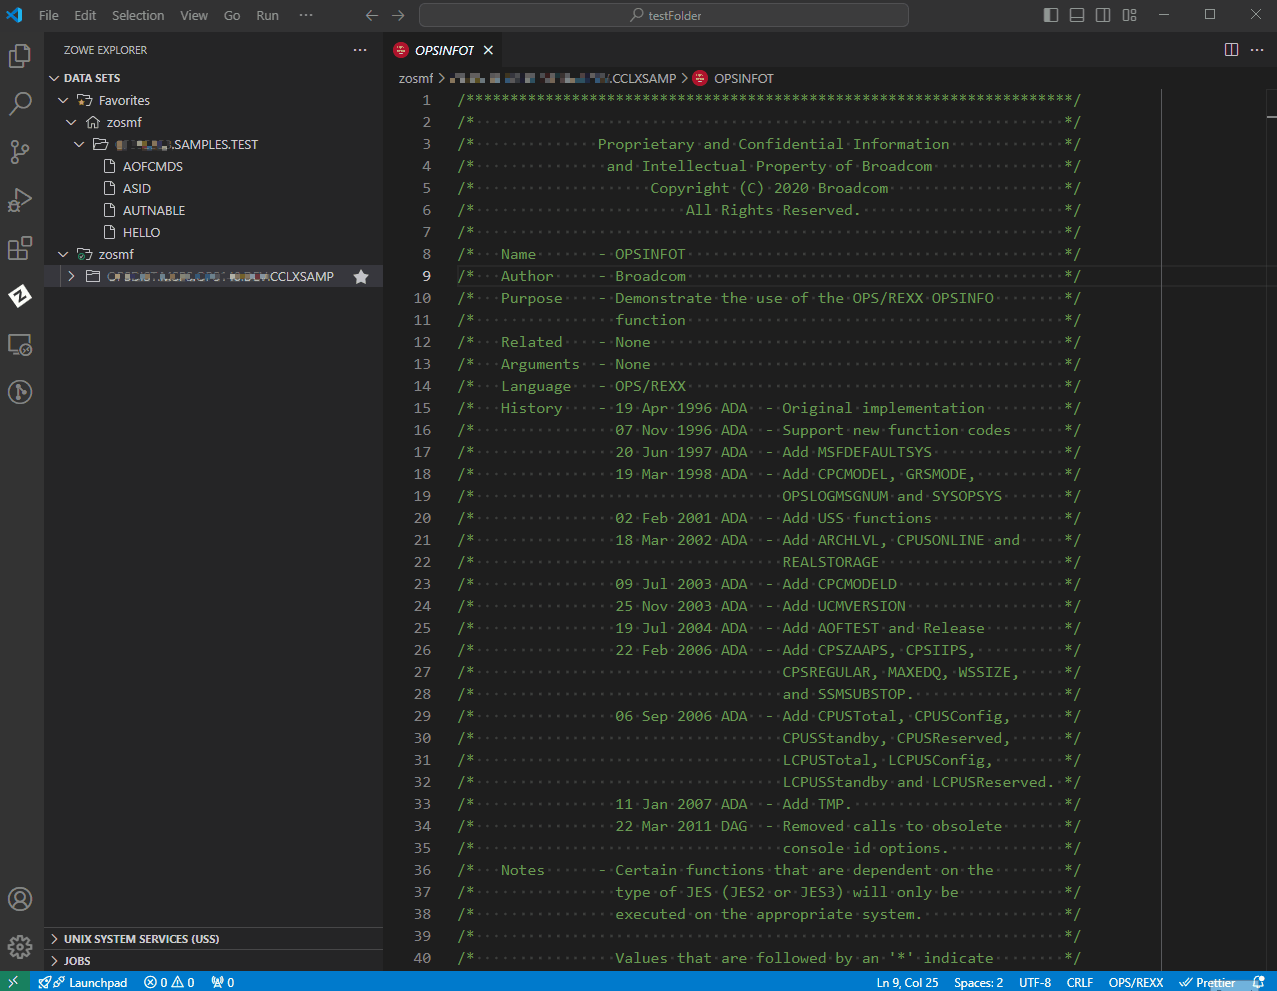 File Edit Selection View Go Run ··· testFolder
ZOWE EXPLORER ···
DATA SETS
Favorites
zosmf
.SAMPLES.TEST
AOFCMDS
ASID
AUTNABLE
HELLO
zosmf
.CCLXSAMP
UNIX SYSTEM SERVICES (USS)
JOBS
OPSINFOT
zosmf > .CCLXSAMP > OPSINFOT
1 /*********************************************************************/
2 /* */
3 /* Proprietary and Confidential Information */
4 /* and Intellectual Property of Broadcom */
5 /* Copyright (C) 2020 Broadcom */
6 /* All Rights Reserved. */
7 /* */
8 /* Name - OPSINFOT */
9 /* Author - Broadcom */
10 /* Purpose - Demonstrate the use of the OPS/REXX OPSINFO */
11 /* function */
12 /* Related - None */
13 /* Arguments - None */
14 /* Language - OPS/REXX */
15 /* History - 19 Apr 1996 ADA - Original implementation */
16 /* 07 Nov 1996 ADA - Support new function codes */
17 /* 20 Jun 1997 ADA - Add MSFDEFAULTSYS */
18 /* 19 Mar 1998 ADA - Add CPCMODEL, GRSMODE, */
19 /* OPSLOGMSGNUM and SYSOPSYS */
20 /* 02 Feb 2001 ADA - Add USS functions */
21 /* 18 Mar 2002 ADA - Add ARCHLVL, CPUSONLINE and */
22 /* REALSTORAGE */
23 /* 09 Jul 2003 ADA - Add CPCMODELD */
24 /* 25 Nov 2003 ADA - Add UCMVERSION */
25 /* 19 Jul 2004 ADA - Add AOFTEST and Release */
26 /* 22 Feb 2006 ADA - Add CPSZAAPS, CPSIIPS, */
27 /* CPSREGULAR, MAXEDQ, WSSIZE, */
28 /* and SSMSUBSTOP. */
29 /* 06 Sep 2006 ADA - Add CPUSTotal, CPUSConfig, */
30 /* CPUSStandby, CPUSReserved, */
31 /* LCPUSTotal, LCPUSConfig, */
32 /* LCPUSStandby and LCPUSReserved. */
33 /* 11 Jan 2007 ADA - Add TMP. */
34 /* 22 Mar 2011 DAG - Removed calls to obsolete */
35 /* console id options. */
36 /* Notes - Certain functions that are dependent on the */
37 /* type of JES (JES2 or JES3) will only be */
38 /* executed on the appropriate system. */
39 /* */
40 /* Values that are followed by an '*' indicate */
Launchpad 0 0 0 Ln 9, Col 25 Spaces: 2 UTF-8 CRLF OPS/REXX Prettier